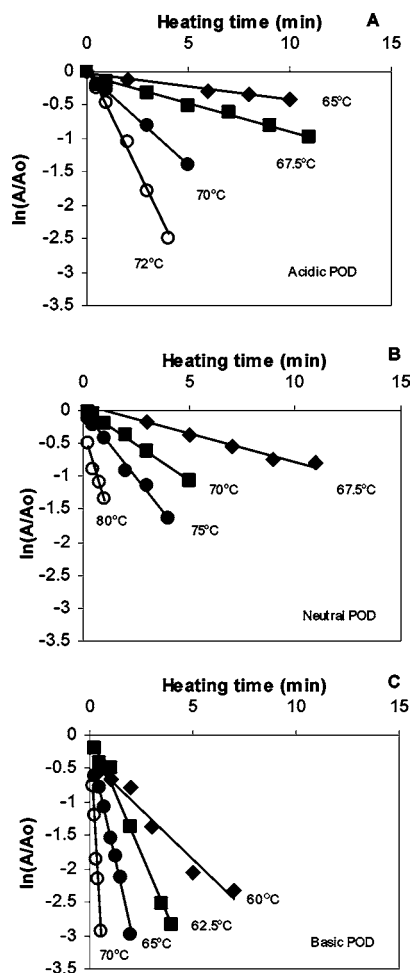 A
Heating time (min)
0 5 10 15
0
-0.5
-1
-1.5
-2
-2.5
-3
-3.5
ln(A/Ao)
65°C
67.5°C
70°C
72°C
Acidic POD
B
Heating time (min)
0 5 10 15
0
-0.5
-1
-1.5
-2
-2.5
-3
-3.5
ln(A/Ao)
67.5°C
70°C
75°C
80°C
Neutral POD
C
Heating time (min)
0 5 10 15
0
-0.5
-1
-1.5
-2
-2.5
-3
-3.5
ln(A/Ao)
60°C
62.5°C
65°C
70°C
Basic POD